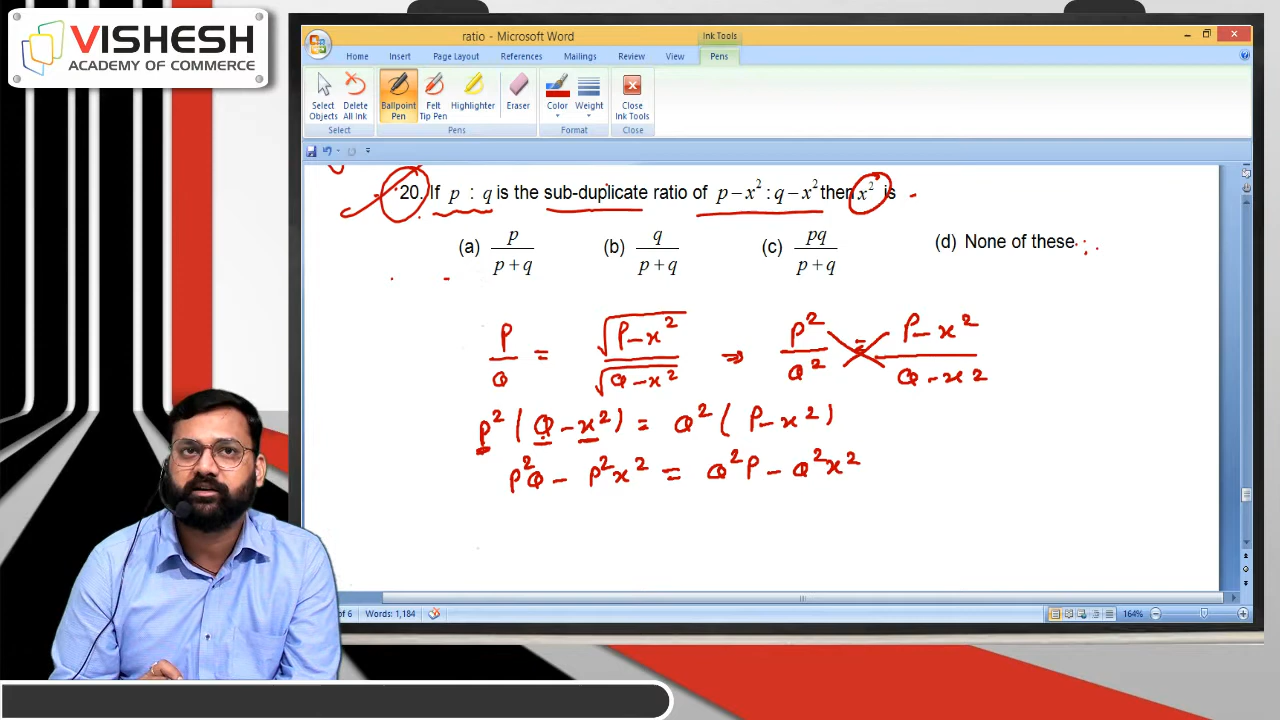 VISHESH
ACADEMY OF COMMERCE
ratio - Microsoft Word
Ink Tools
Home Insert Page Layout References Mailings Review View Pens
Select Objects
Delete All Ink
Ballpoint Pen
Felt Tip Pen
Highlighter
Eraser
Color
Weight
Close Ink Tools
Select Pens Format Close
20. If p : q is the sub-duplicate ratio of p − x² : q − x² then x² is
(a) p/(p+q) (b) q/(p+q) (c) pq/(p+q) (d) None of these
P/Q = √(P−x²)/√(Q−x²) ⇒ P²/Q² = (P−x²)/(Q−x²)
P²(Q−x²) = Q²(P−x²)
P²Q − P²x² = Q²P − Q²x²
of 6 Words: 1,184 164%